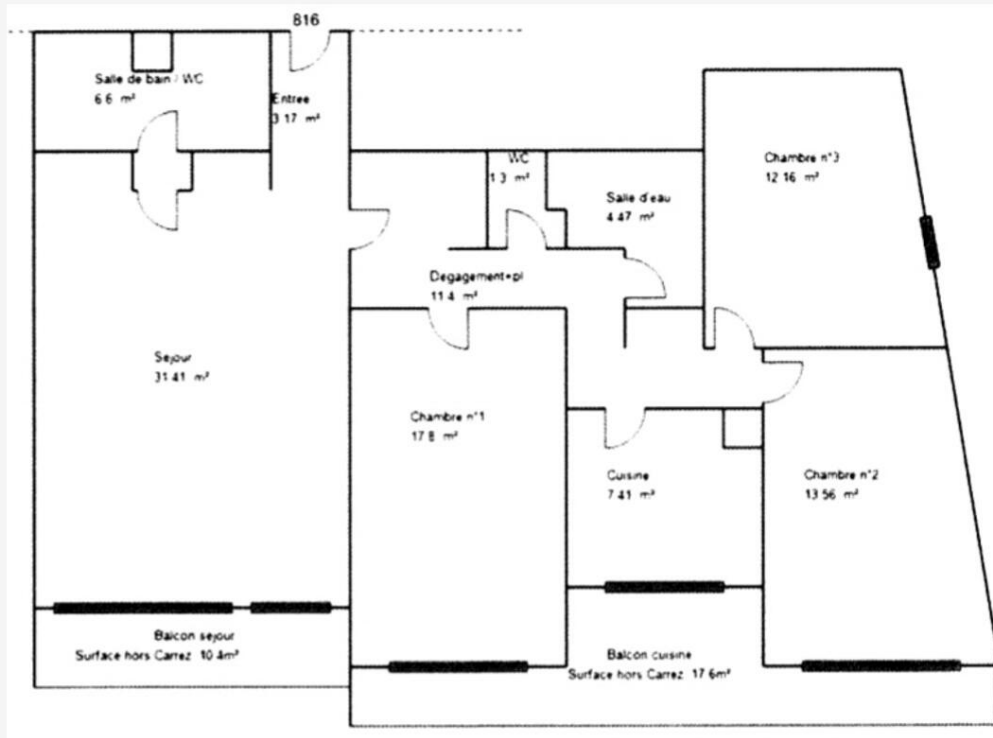 816
Salle de bain / WC
6.6 m²
Entree
3.17 m²
WC
1.3 m²
Salle d'eau
4.47 m²
Chambre n°3
12.16 m²
Degagement+pl
11.4 m²
Sejour
31.41 m²
Chambre n°1
17.8 m²
Cuisine
7.41 m²
Chambre n°2
13.56 m²
Balcon sejour
Surface hors Carrez 10.4m²
Balcon cuisine
Surface hors Carrez 17.6m²